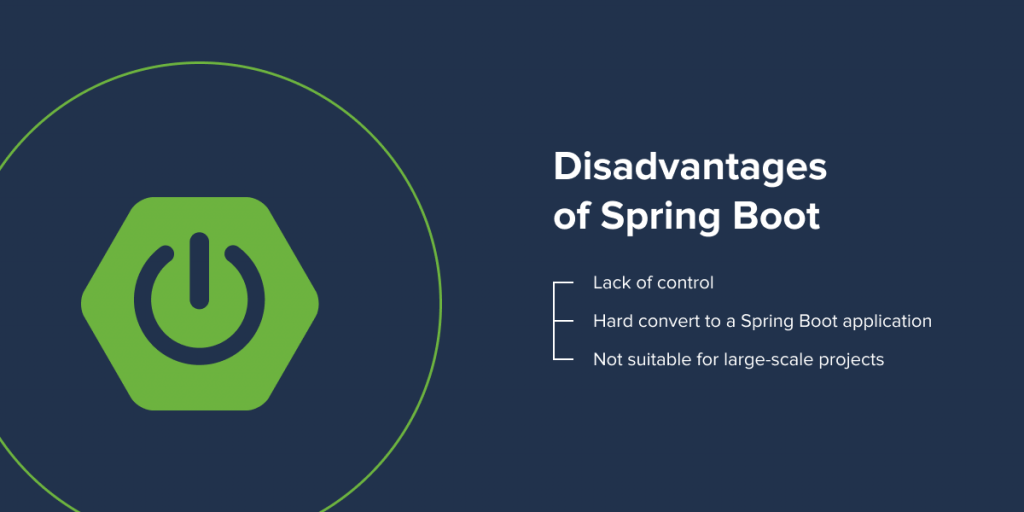 Disadvantages
of Spring Boot
Lack of control
Hard convert to a Spring Boot application
Not suitable for large-scale projects